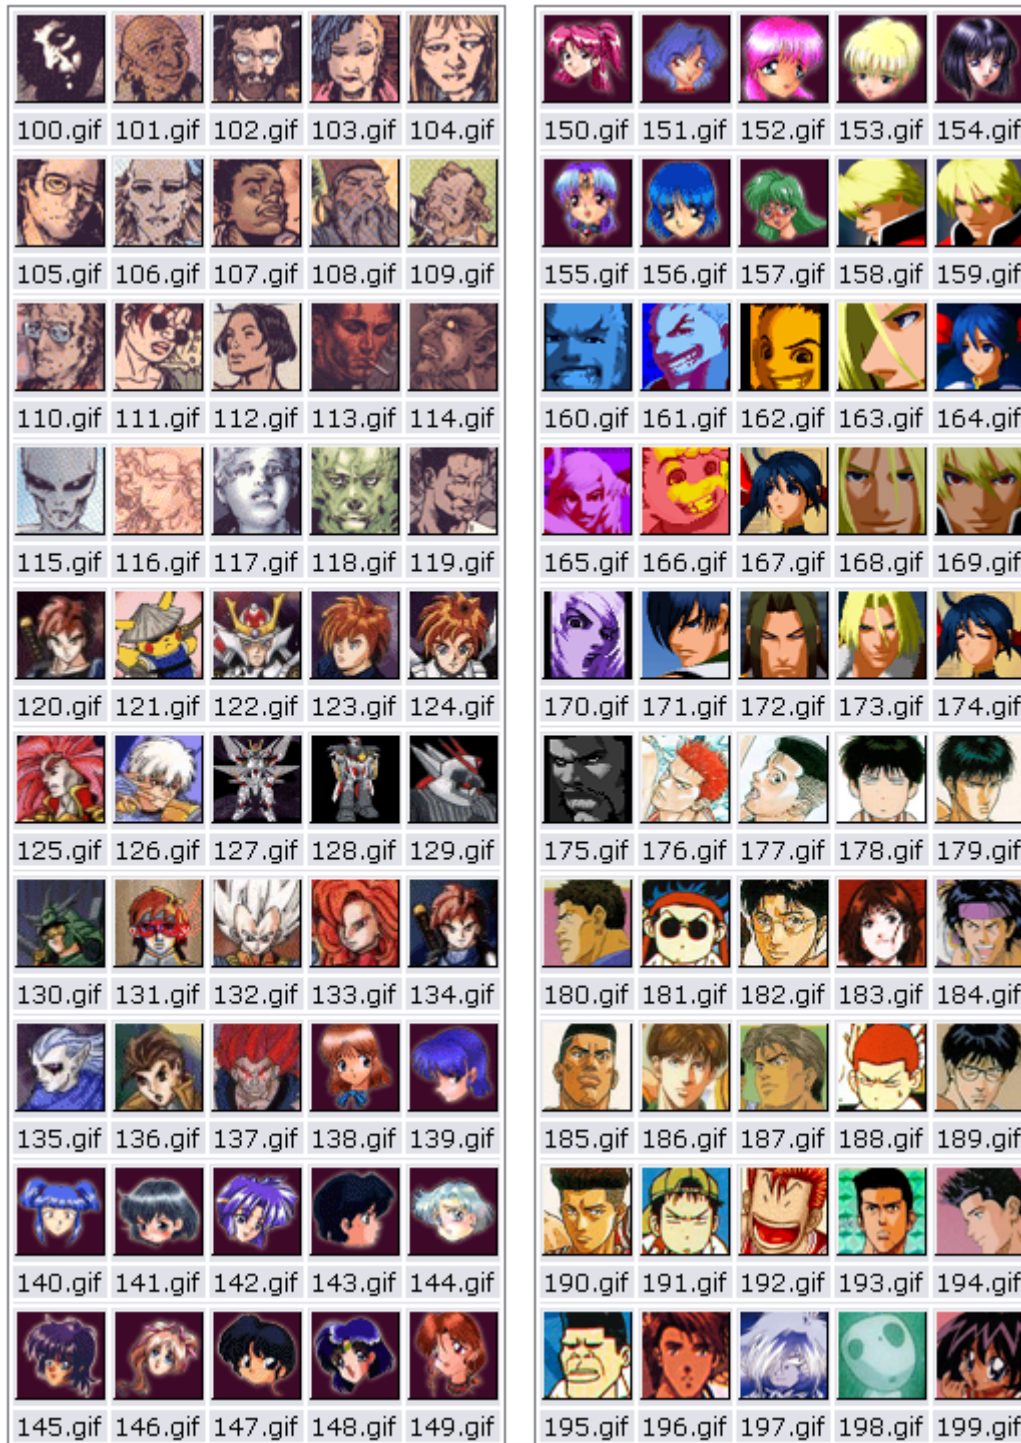 100.gif 101.gif 102.gif 103.gif 104.gif
105.gif 106.gif 107.gif 108.gif 109.gif
110.gif 111.gif 112.gif 113.gif 114.gif
115.gif 116.gif 117.gif 118.gif 119.gif
120.gif 121.gif 122.gif 123.gif 124.gif
125.gif 126.gif 127.gif 128.gif 129.gif
130.gif 131.gif 132.gif 133.gif 134.gif
135.gif 136.gif 137.gif 138.gif 139.gif
140.gif 141.gif 142.gif 143.gif 144.gif
145.gif 146.gif 147.gif 148.gif 149.gif
150.gif 151.gif 152.gif 153.gif 154.gif
155.gif 156.gif 157.gif 158.gif 159.gif
160.gif 161.gif 162.gif 163.gif 164.gif
165.gif 166.gif 167.gif 168.gif 169.gif
170.gif 171.gif 172.gif 173.gif 174.gif
175.gif 176.gif 177.gif 178.gif 179.gif
180.gif 181.gif 182.gif 183.gif 184.gif
185.gif 186.gif 187.gif 188.gif 189.gif
190.gif 191.gif 192.gif 193.gif 194.gif
195.gif 196.gif 197.gif 198.gif 199.gif